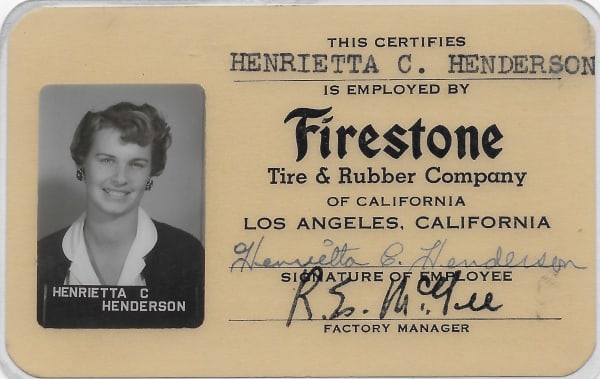 THIS CERTIFIES
HENRIETTA C. HENDERSON
IS EMPLOYED BY
Firestone
Tire & Rubber Company
OF CALIFORNIA
LOS ANGELES, CALIFORNIA
Henrietta C. Henderson
SIGNATURE OF EMPLOYEE
R. E. McGee
FACTORY MANAGER
HENRIETTA C
HENDERSON